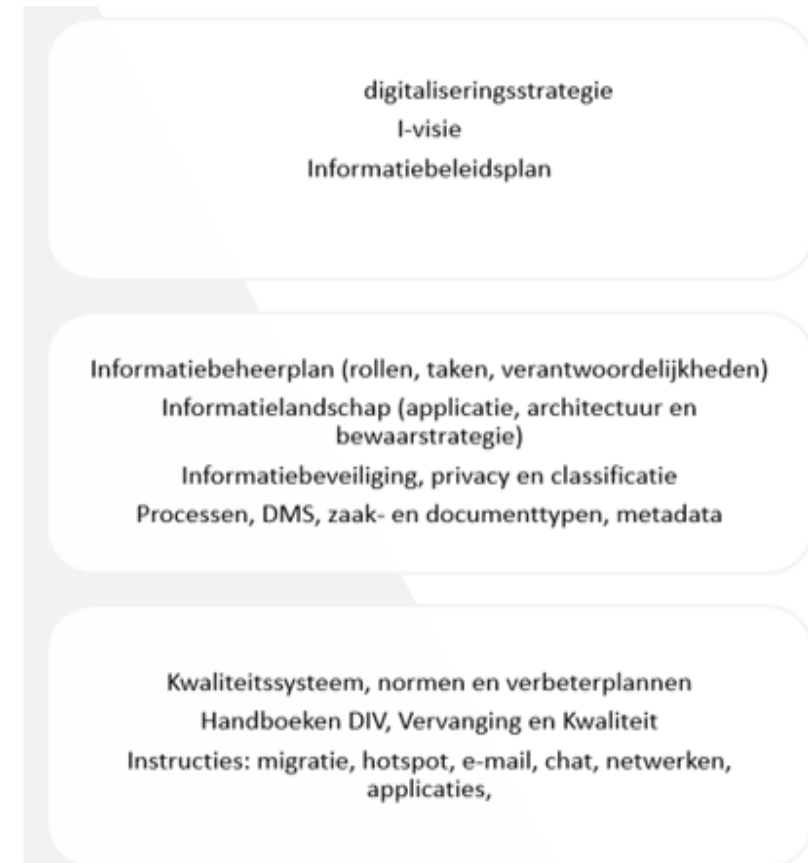 digitaliseringsstrategie
I-visie
Informatiebeleidsplan
Informatiebeheerplan (rollen, taken, verantwoordelijkheden)
Informatielandschap (applicatie, architectuur en
bewaarstrategie)
Informatiebeveiliging, privacy en classificatie
Processen, DMS, zaak- en documenttypen, metadata
Kwaliteitssysteem, normen en verbeterplannen
Handboeken DIV, Vervanging en Kwaliteit
Instructies: migratie, hotspot, e-mail, chat, netwerken,
applicaties,